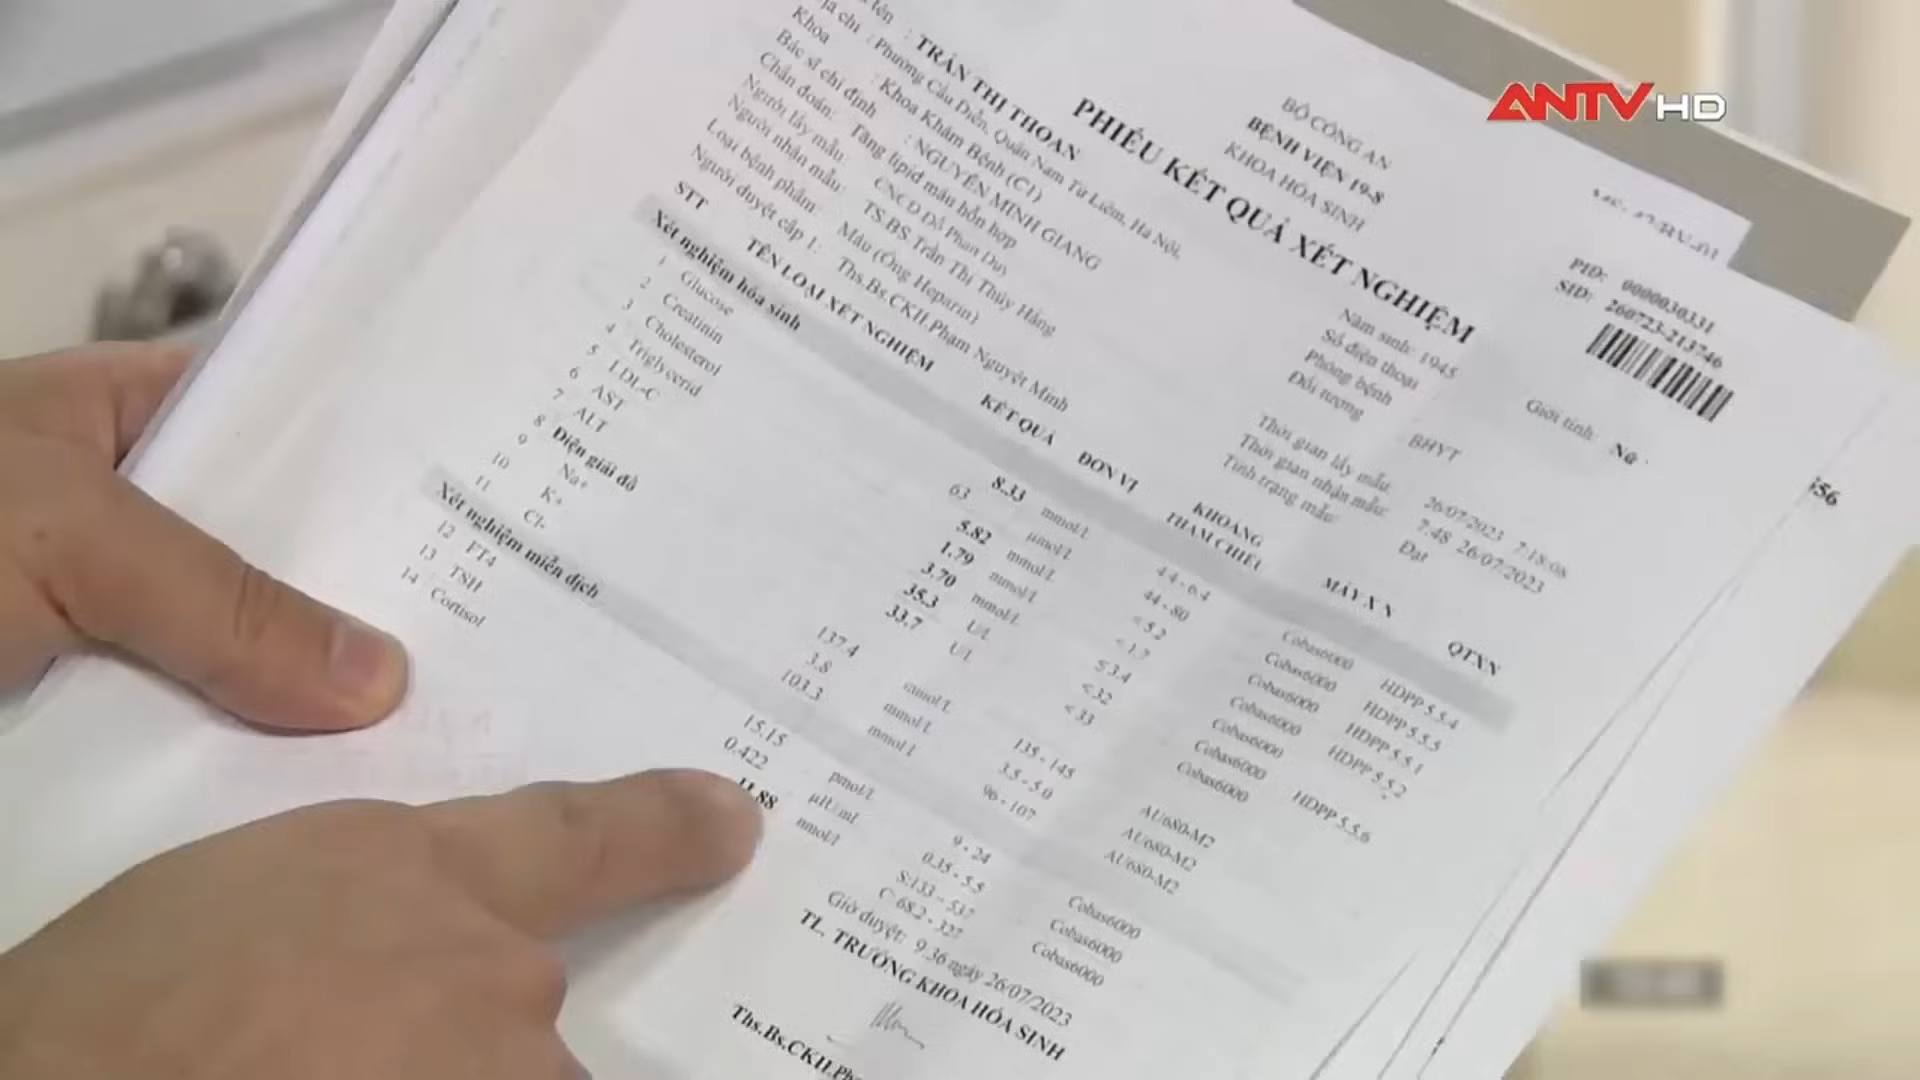 ANTV HD
BỘ CÔNG AN
BỆNH VIỆN 19-8
KHOA HÓA SINH
PHIẾU KẾT QUẢ XÉT NGHIỆM
PID: 0000030331
SID: 260723-213746
tên : TRẦN THỊ THOAN
Năm sinh: 1945
Giới tính: Nữ
ịa chỉ : Phường Cầu Diễn, Quận Nam Từ Liêm, Hà Nội,
Số điện thoại
Khoa : Khoa Khám Bệnh (C1)
Phòng bệnh
Bác sĩ chỉ định : NGUYỄN MINH GIANG
Đối tượng BHYT
Chẩn đoán: Tăng lipid máu hỗn hợp
Người lấy mẫu: CNCĐ Đỗ Phan Duy
Thời gian lấy mẫu: 26/07/2023 7:18:08
Người nhận mẫu: TS.BS Trần Thị Thúy Hằng
Thời gian nhận mẫu: 7:48 26/07/2023
Loại bệnh phẩm: Máu (Ống Heparin)
Tình trạng mẫu: Đạt
Người duyệt cấp 1: Ths.Bs.CKII.Phạm Nguyệt Minh
STT TÊN LOẠI XÉT NGHIỆM KẾT QUẢ ĐƠN VỊ KHOẢNG THAM CHIẾU MÁY XN QTXN
Xét nghiệm hóa sinh
1 Glucose 8.33 mmol/L 4.4 - 6.4 Cobas6000 HDPP 5.5.4
2 Creatinin 63 µmol/L 44 - 80 Cobas6000 HDPP 5.5.5
3 Cholesterol 5.82 mmol/L < 5.2 Cobas6000 HDPP 5.5.1
4 Triglycerid 1.79 mmol/L < 1.7 Cobas6000 HDPP 5.5.2
5 LDL-C 3.70 mmol/L ≤ 3.4 Cobas6000
6 AST 35.3 U/L < 32 Cobas6000 HDPP 5.5.6
7 ALT 33.7 U/L < 33 Cobas6000
8 Điện giải đồ
9 Na+ 137.4 mmol/L 135 - 145 AU680-M2
10 K+ 3.8 mmol/L 3.5 - 5.0 AU680-M2
11 Cl- 103.3 mmol/L 96 - 107 AU680-M2
Xét nghiệm miễn dịch
12 FT4 15.15 pmol/L 9 - 24 Cobas6000
13 TSH 0.422 µIU/ml 0.35 - 5.5 Cobas6000
14 Cortisol 11.88 nmol/l S:133 - 537 Cobas6000
C- 68.2 - 327
Giờ duyệt: 9:36 ngày 26/07/2023
TL. TRƯỞNG KHOA HÓA SINH
Ths.Bs.CKII.Ph
556